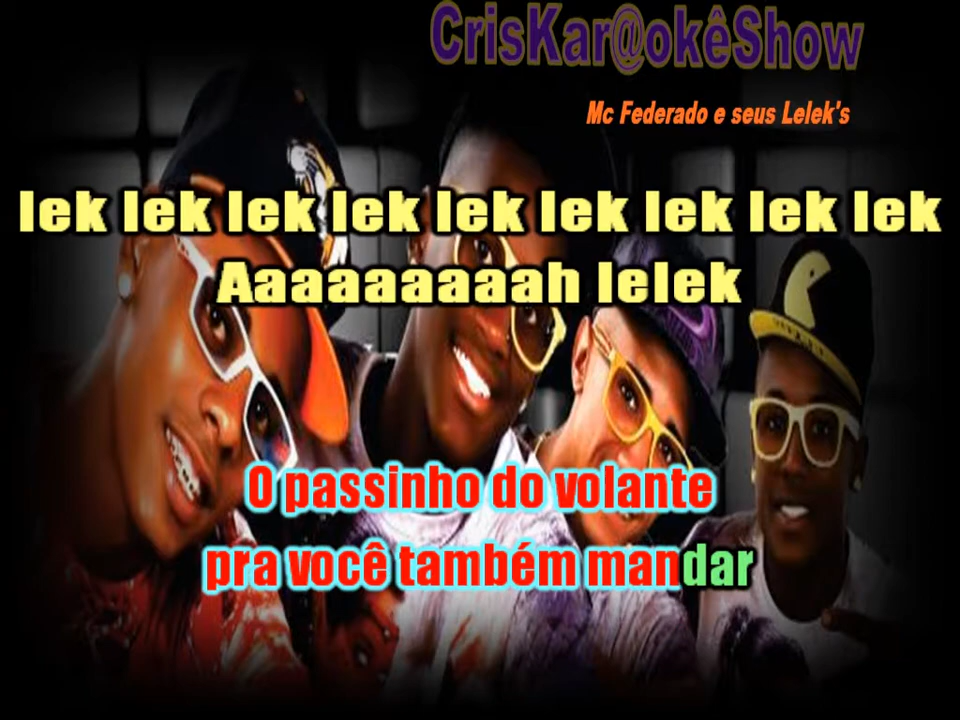 CrisKar@okêShow
Mc Federado e seus Lelek's
lek lek lek lek lek lek lek lek lek
Aaaaaaaaah lelek
O passinho do volante
pra você também mandar